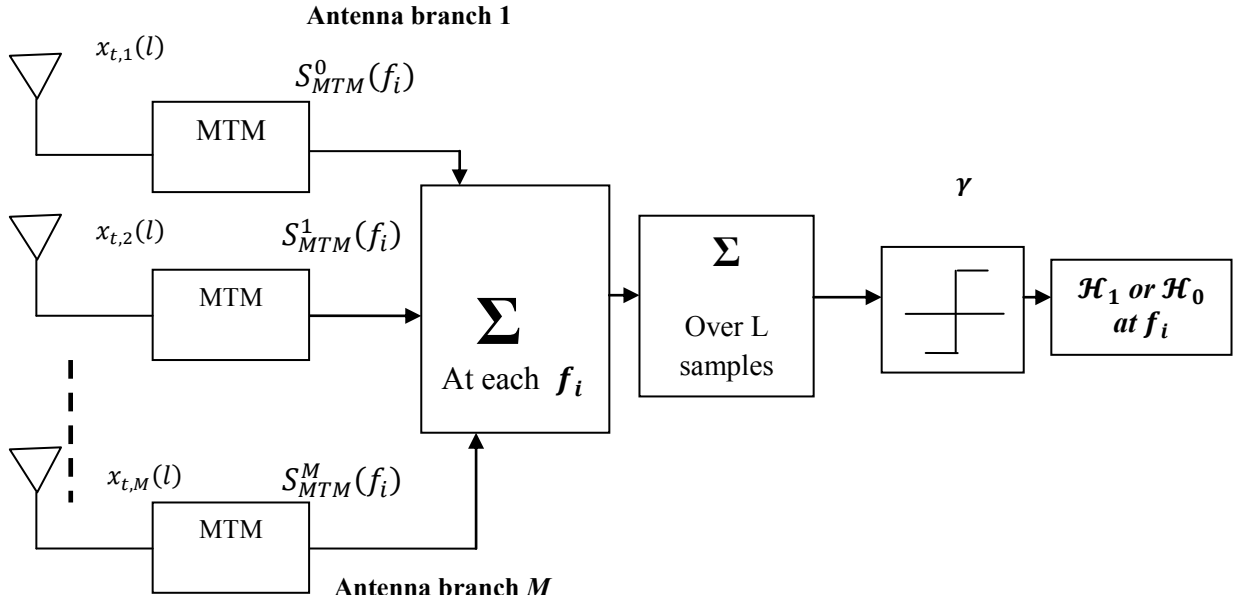 Antenna branch 1
x_{t,1}(l)
S^0_{MTM}(f_i)
MTM
x_{t,2}(l)
S^1_{MTM}(f_i)
MTM
x_{t,M}(l)
S^M_{MTM}(f_i)
MTM
Antenna branch M
Σ
At each f_i
Σ
Over L
samples
γ
ℋ_1 or ℋ_0
at f_i